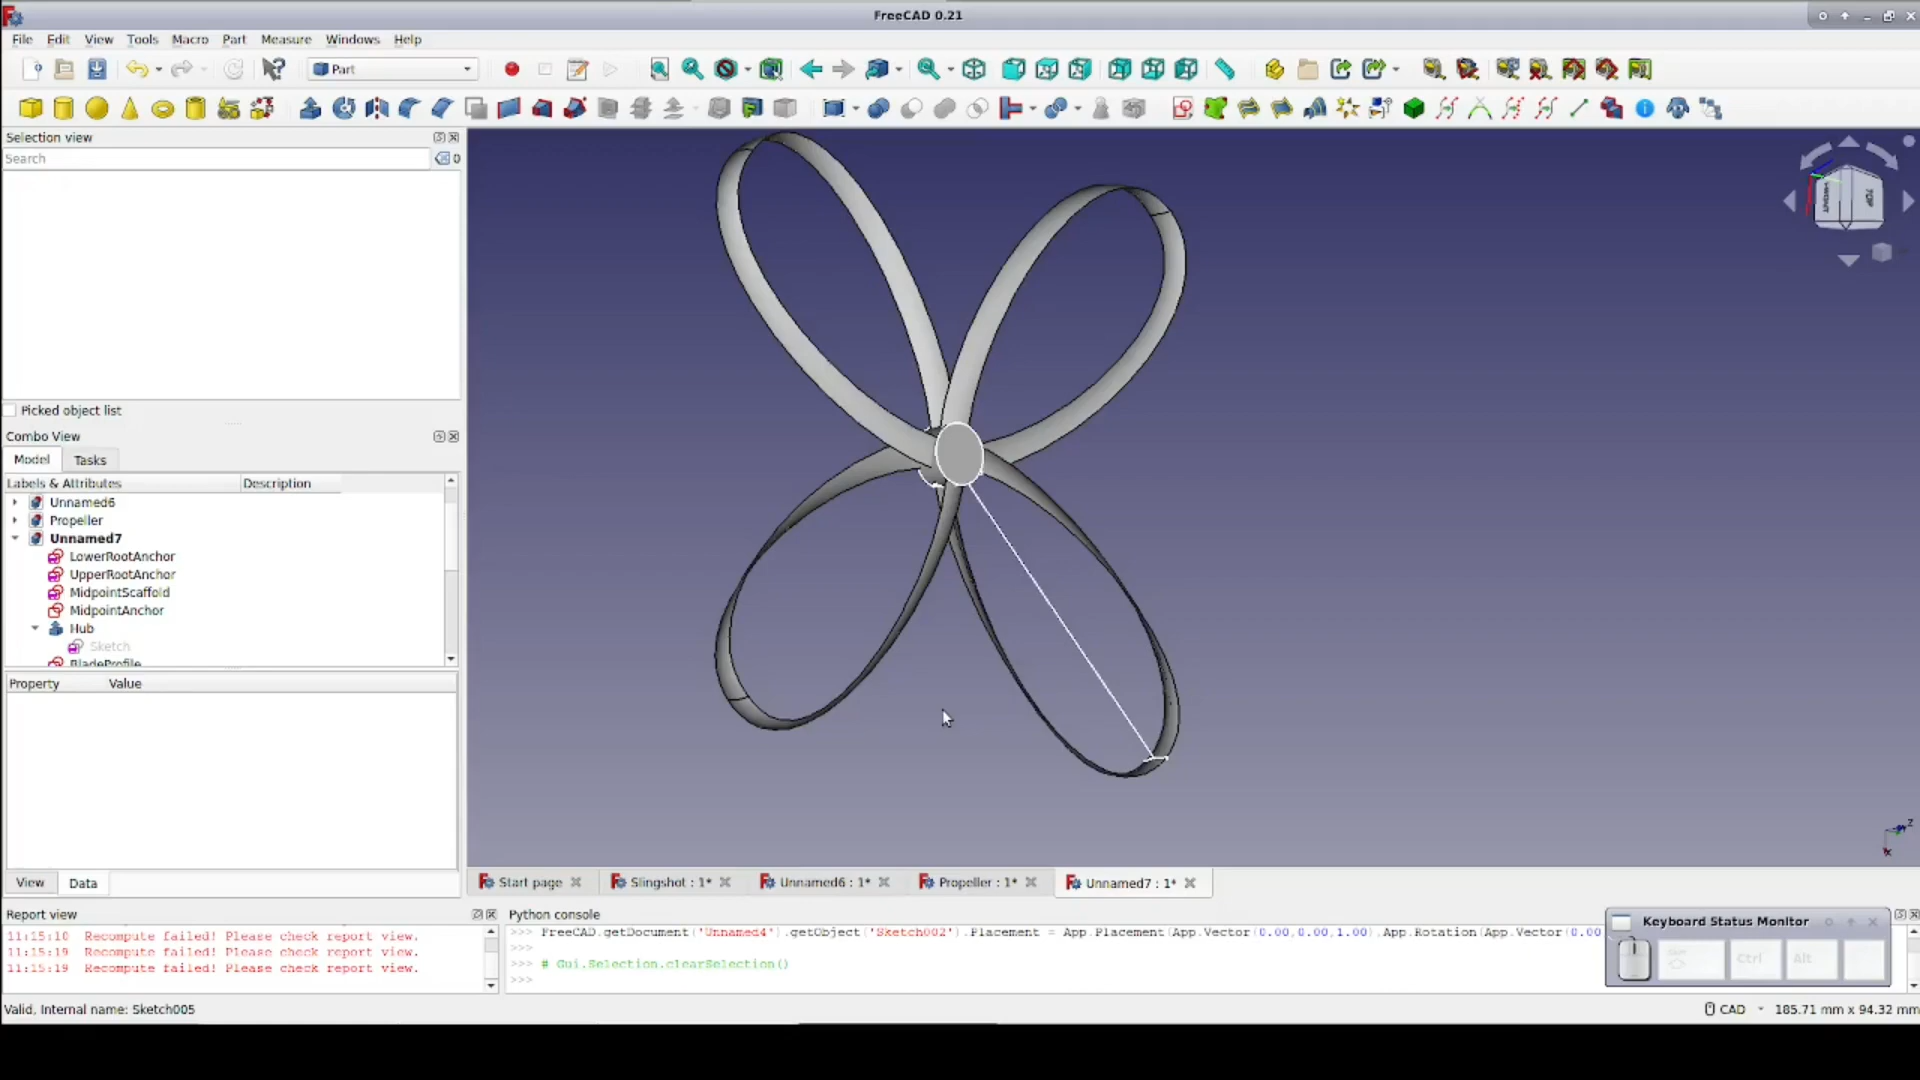 FreeCAD 0.21
File Edit View Tools Macro Part Measure Windows Help
Part
Selection view
Search
0
Picked object list
Combo View
Model Tasks
Labels & Attributes Description
Unnamed6
Propeller
Unnamed7
LowerRootAnchor
UpperRootAnchor
MidpointScaffold
MidpointAnchor
Hub
Sketch
BladeProfile
Property Value
View Data
TOP
Z
X
Start page Slingshot : 1* Unnamed6 : 1* Propeller : 1* Unnamed7 : 1*
Report view
11:15:10 Recompute failed! Please check report view.
11:15:19 Recompute failed! Please check report view.
11:15:19 Recompute failed! Please check report view.
Python console
>>> FreeCAD.getDocument('Unnamed4').getObject('Sketch002').Placement = App.Placement(App.Vector(0.00,0.00,1.00),App.Rotation(App.Vector(0.00
>>>
>>> # Gui.Selection.clearSelection()
>>>
Keyboard Status Monitor
Ctrl Alt
Valid, Internal name: Sketch005
CAD 185.71 mm x 94.32 mm